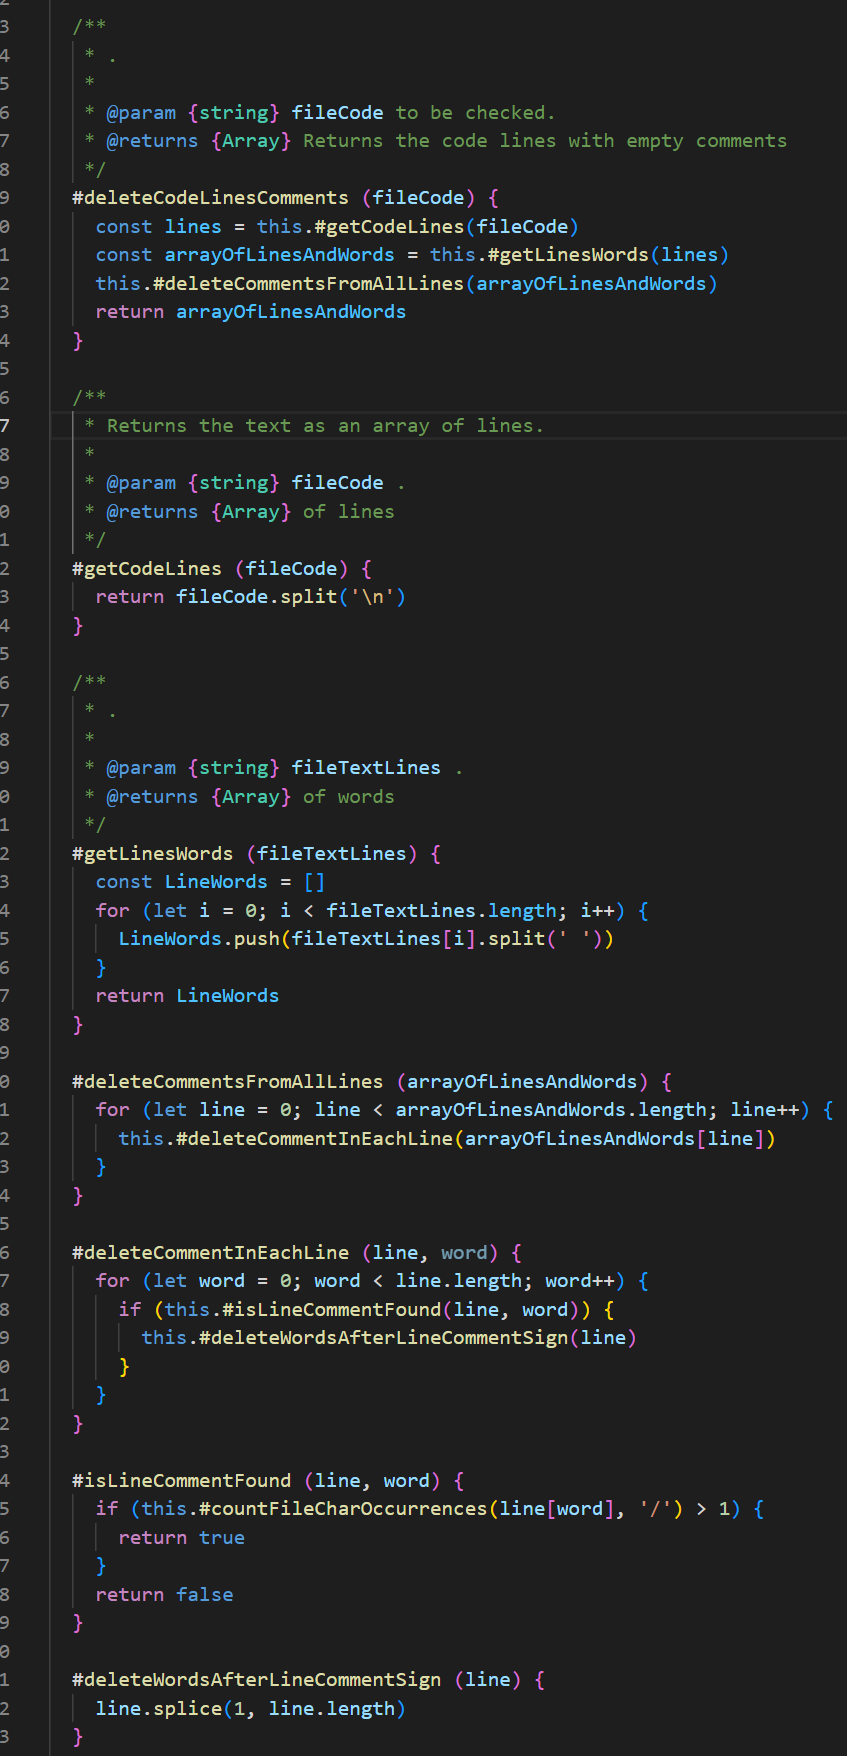 2
3 /**
4 * .
5 *
6 * @param {string} fileCode to be checked.
7 * @returns {Array} Returns the code lines with empty comments
8 */
9 #deleteCodeLinesComments (fileCode) {
0 const lines = this.#getCodeLines(fileCode)
1 const arrayOfLinesAndWords = this.#getLinesWords(lines)
2 this.#deleteCommentsFromAllLines(arrayOfLinesAndWords)
3 return arrayOfLinesAndWords
4 }
5
6 /**
7 * Returns the text as an array of lines.
8 *
9 * @param {string} fileCode .
0 * @returns {Array} of lines
1 */
2 #getCodeLines (fileCode) {
3 return fileCode.split('\n')
4 }
5
6 /**
7 * .
8 *
9 * @param {string} fileTextLines .
0 * @returns {Array} of words
1 */
2 #getLinesWords (fileTextLines) {
3 const LineWords = []
4 for (let i = 0; i < fileTextLines.length; i++) {
5 LineWords.push(fileTextLines[i].split(' '))
6 }
7 return LineWords
8 }
9
0 #deleteCommentsFromAllLines (arrayOfLinesAndWords) {
1 for (let line = 0; line < arrayOfLinesAndWords.length; line++) {
2 this.#deleteCommentInEachLine(arrayOfLinesAndWords[line])
3 }
4 }
5
6 #deleteCommentInEachLine (line, word) {
7 for (let word = 0; word < line.length; word++) {
8 if (this.#isLineCommentFound(line, word)) {
9 this.#deleteWordsAfterLineCommentSign(line)
0 }
1 }
2 }
3
4 #isLineCommentFound (line, word) {
5 if (this.#countFileCharOccurrences(line[word], '/') > 1) {
6 return true
7 }
8 return false
9 }
0
1 #deleteWordsAfterLineCommentSign (line) {
2 line.splice(1, line.length)
3 }